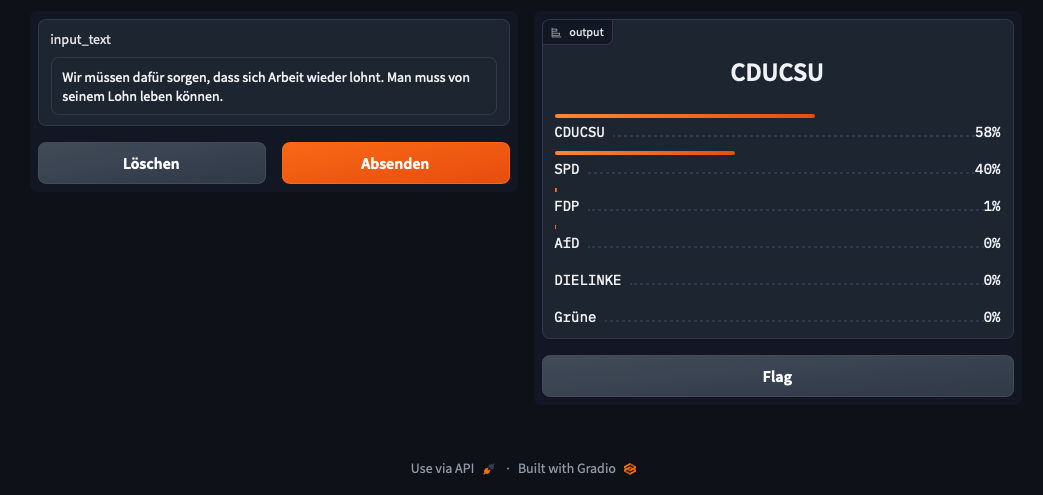 input_text
Wir müssen dafür sorgen, dass sich Arbeit wieder lohnt. Man muss von
seinem Lohn leben können.
Löschen
Absenden
output
CDUCSU
CDUCSU 58%
SPD 40%
FDP 1%
AfD 0%
DIELINKE 0%
Grüne 0%
Flag
Use via API · Built with Gradio